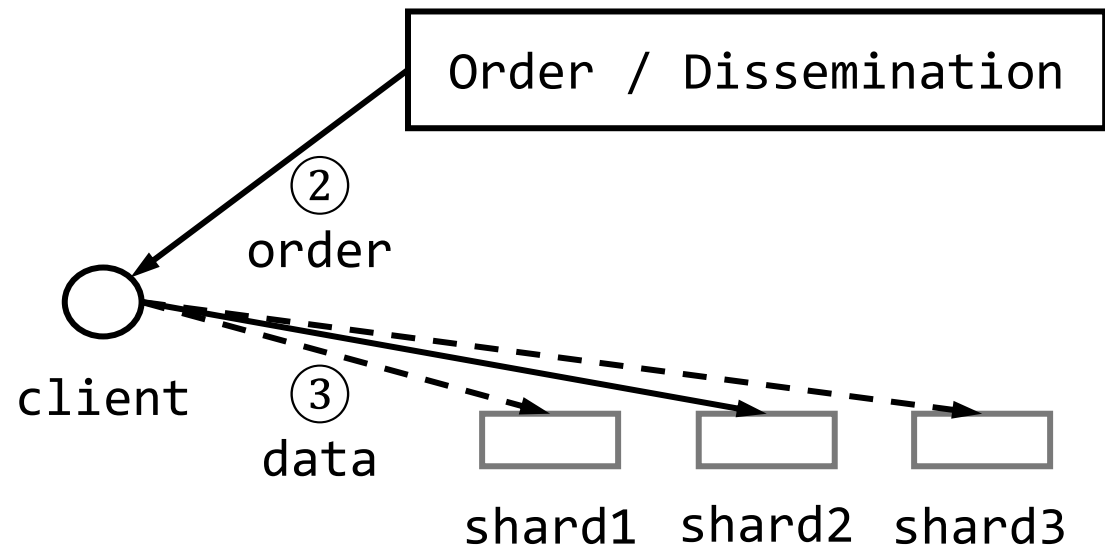 Order / Dissemination
②
order
client
③
data
shard1 shard2 shard3